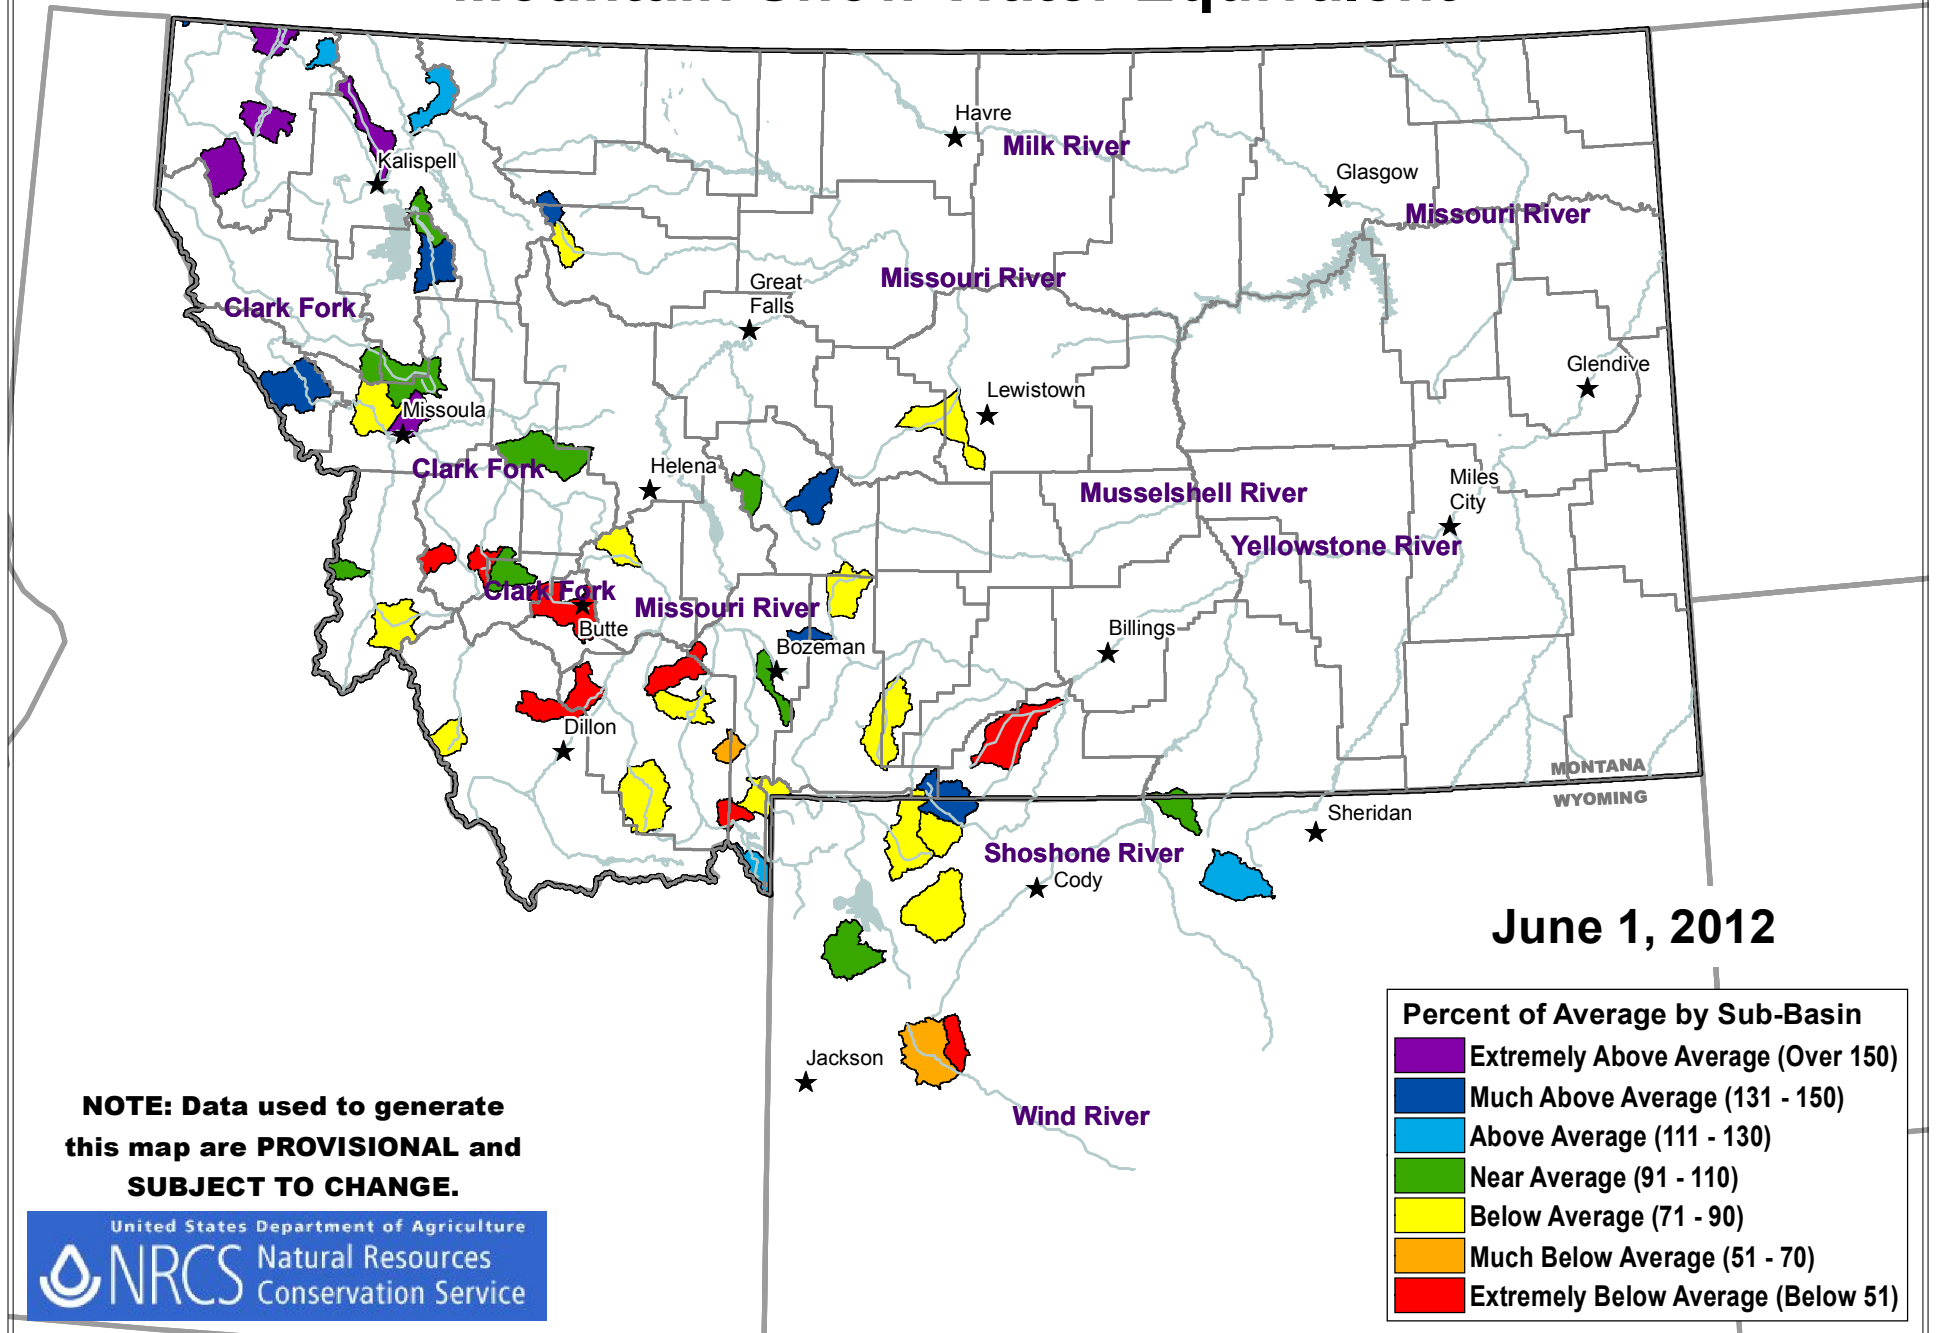 Mountain Snow Water Equivalent
Havre
Milk River
Kalispell
Glasgow
Missouri River
Missouri River
Great
Falls
Clark Fork
Glendive
Lewistown
Missoula
Clark Fork
Helena
Miles
City
Musselshell River
Yellowstone River
Clark Fork
Missouri River
Butte
Bozeman
Billings
Dillon
MONTANA
WYOMING
Sheridan
Shoshone River
Cody
June 1, 2012
Jackson
Wind River
Percent of Average by Sub-Basin
Extremely Above Average (Over 150)
Much Above Average (131 - 150)
Above Average (111 - 130)
Near Average (91 - 110)
Below Average (71 - 90)
Much Below Average (51 - 70)
Extremely Below Average (Below 51)
NOTE: Data used to generate
this map are PROVISIONAL and
SUBJECT TO CHANGE.
United States Department of Agriculture
NRCS Natural Resources
Conservation Service